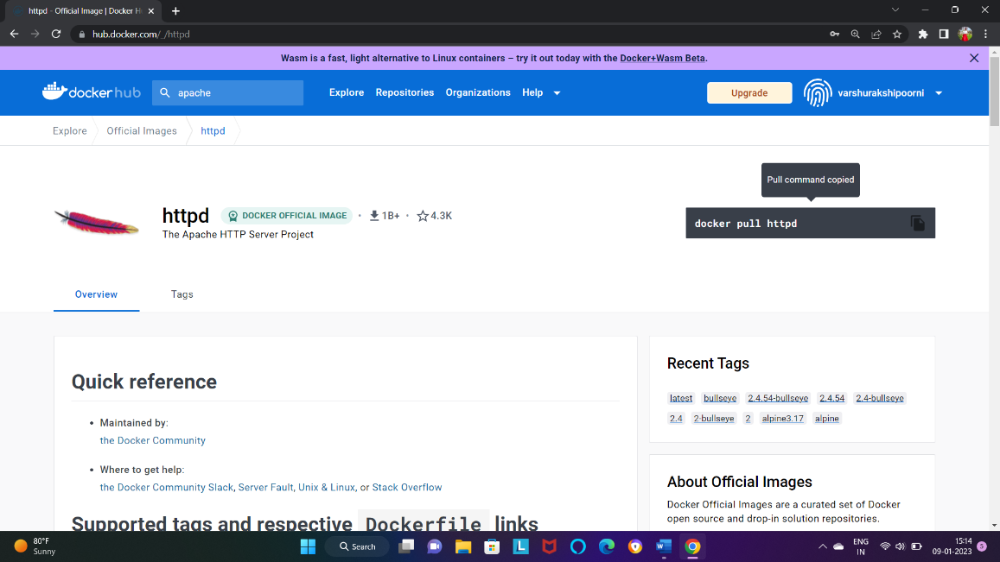 httpd - Official Image | Docker H
hub.docker.com/_/httpd
Wasm is a fast, light alternative to Linux containers – try it out today with the Docker+Wasm Beta.
dockerhub
apache
Explore Repositories Organizations Help
Upgrade
varshurakshipoorni
Explore Official Images httpd
Pull command copied
httpd DOCKER OFFICIAL IMAGE • 1B+ • 4.3K
The Apache HTTP Server Project
docker pull httpd
Overview Tags
Quick reference
• Maintained by:
the Docker Community
• Where to get help:
the Docker Community Slack, Server Fault, Unix & Linux, or Stack Overflow
Supported tags and respective Dockerfile links
Recent Tags
latest bullseye 2.4.54-bullseye 2.4.54 2.4-bullseye
2.4 2-bullseye 2 alpine3.17 alpine
About Official Images
Docker Official Images are a curated set of Docker
open source and drop-in solution repositories.
80°F
Sunny
Search
L
W
ENG
IN
15:14
09-01-2023
5